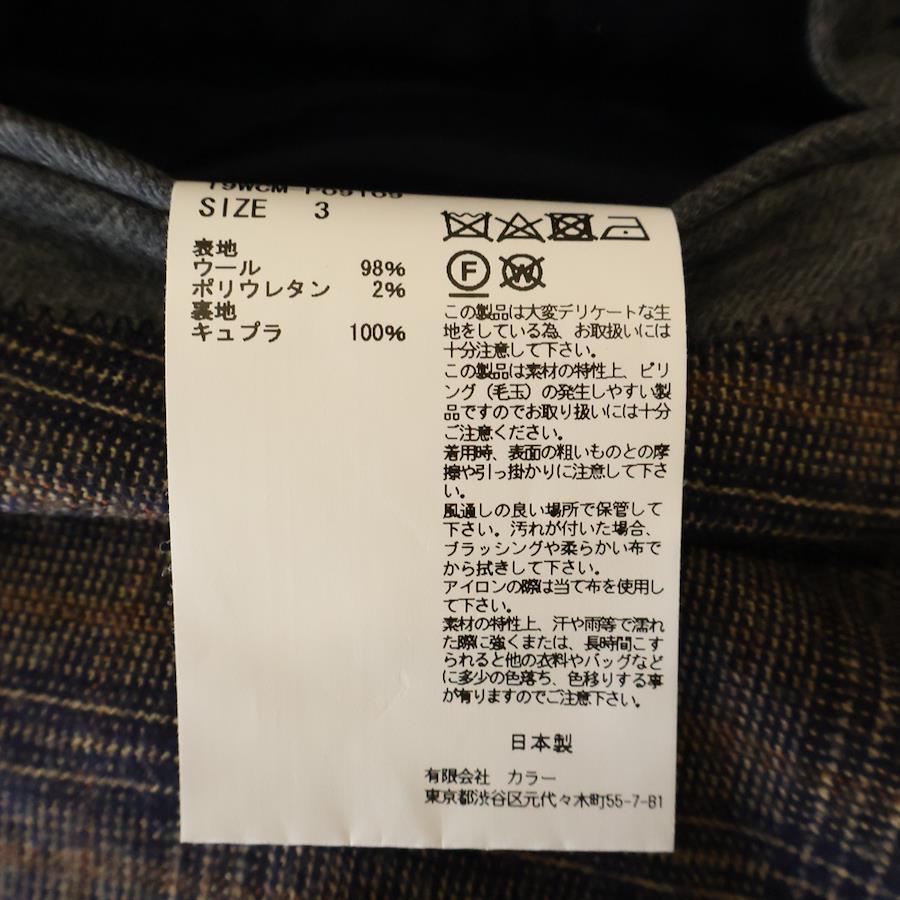 SIZE 3
表地
ウール 98%
ポリウレタン 2%
裏地
キュプラ 100%
F
W
この製品は大変デリケートな生
地をしている為、お取扱いには
十分注意して下さい。
この製品は素材の特性上、ピリ
ング（毛玉）の発生しやすい製
品ですのでお取り扱いには十分
ご注意ください。
着用時、表面の粗いものとの摩
擦や引っ掛かりに注意して下さ
い。
風通しの良い場所で保管して
下さい。汚れが付いた場合、
ブラッシングや柔らかい布で
から拭きして下さい。
アイロンの際は当て布を使用し
て下さい。
素材の特性上、汗や雨等で濡れ
た際に強くまたは、長時間こす
られると他の衣料やバッグなど
に多少の色落ち、色移りする事
が有りますのでご注意下さい。
日本製
有限会社 カラー
東京都渋谷区元代々木町55-7-B1